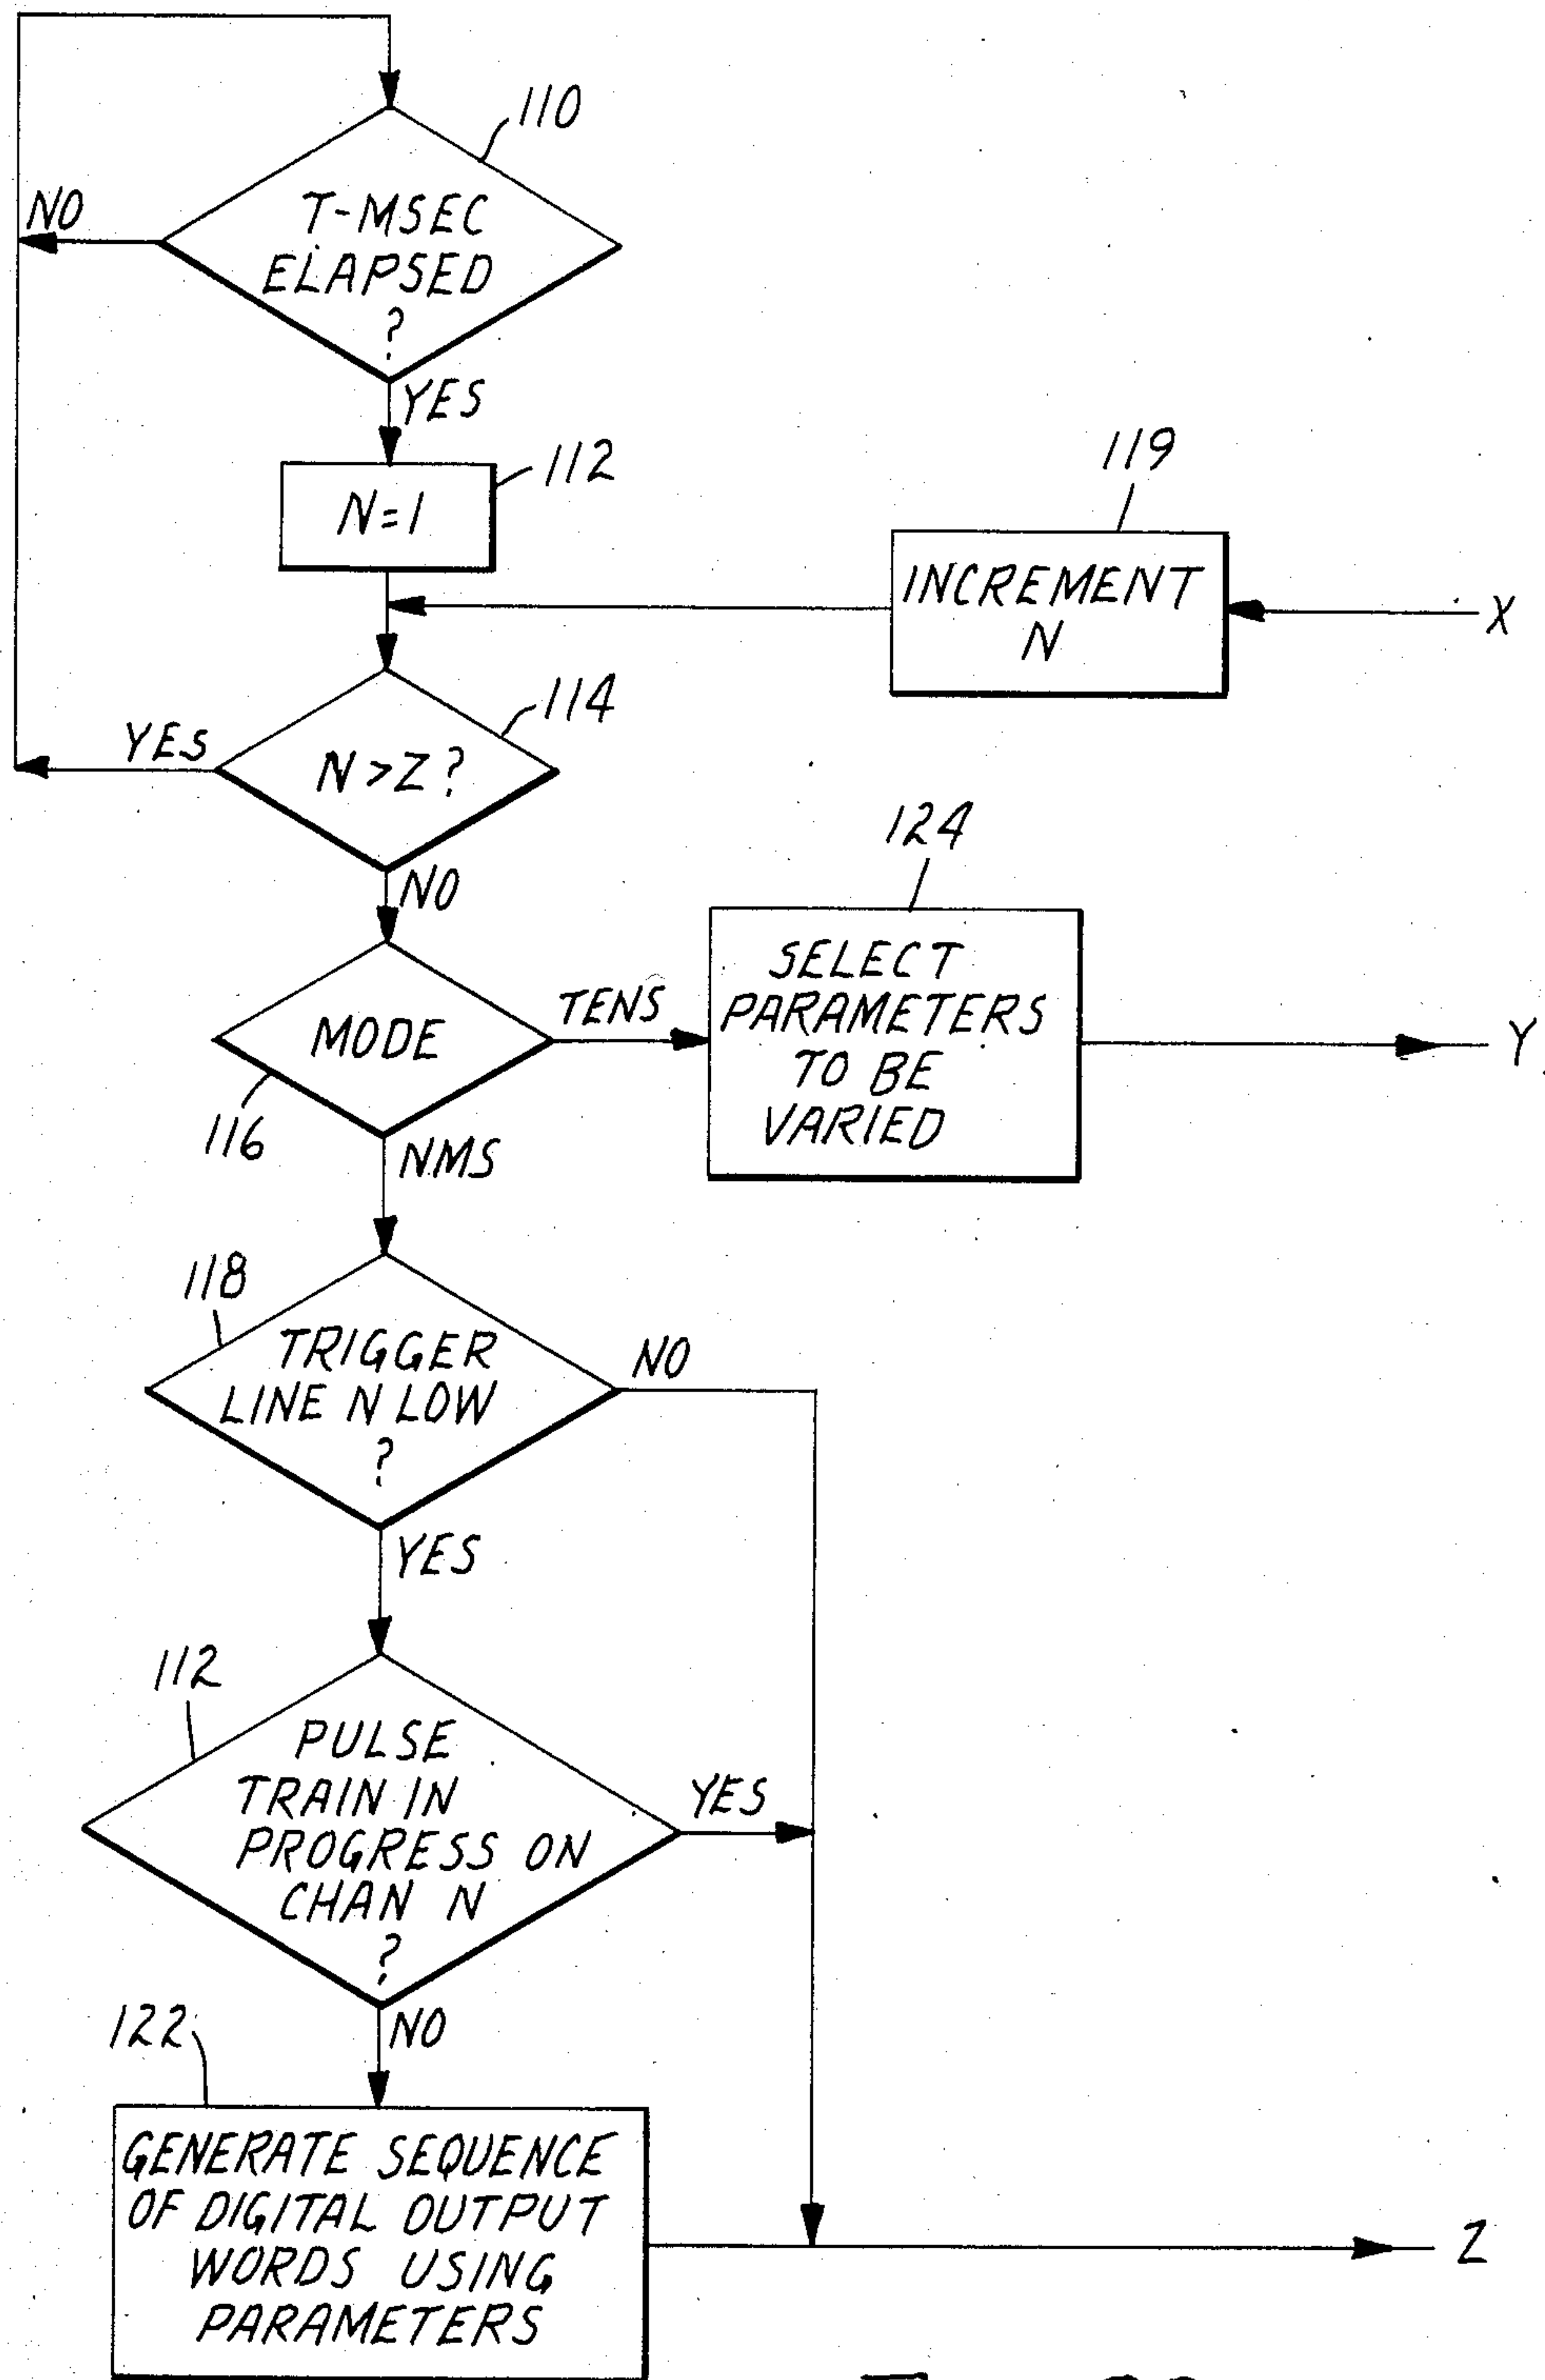 110
NO
T-MSEC
ELAPSED
?
YES
112
N=1
119
INCREMENT
N
X
114
YES
N>Z?
NO
124
SELECT
PARAMETERS
TO BE
VARIED
TENS
Y
MODE
116
NMS
118
TRIGGER
LINE N LOW
?
NO
YES
112
PULSE
TRAIN IN
PROGRESS ON
CHAN N
?
YES
NO
122
GENERATE SEQUENCE
OF DIGITAL OUTPUT
WORDS USING
PARAMETERS
Z